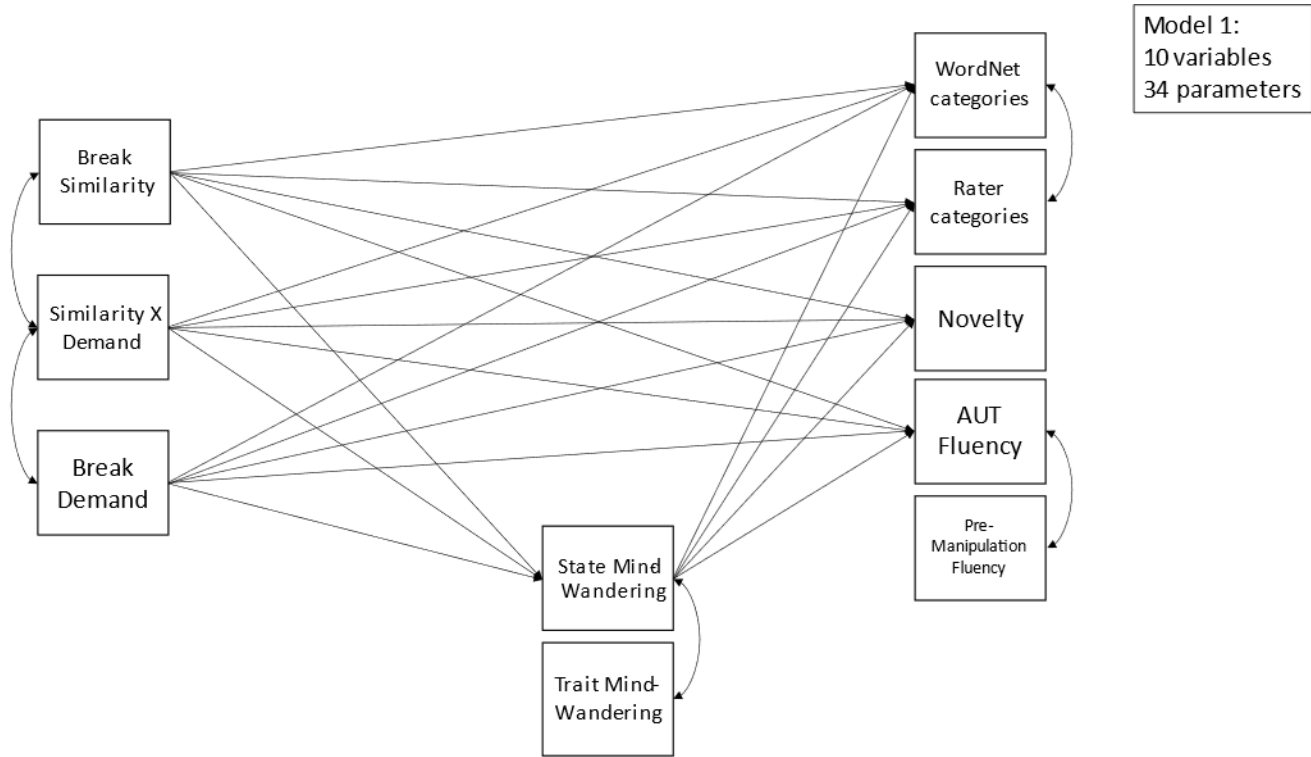 Model 1:
10 variables
34 parameters
WordNet
categories
Break
Similarity
Rater
categories
Similarity X
Demand
Novelty
AUT
Fluency
Break
Demand
Pre-
Manipulation
Fluency
State Mind
Wandering
Trait Mind-
Wandering